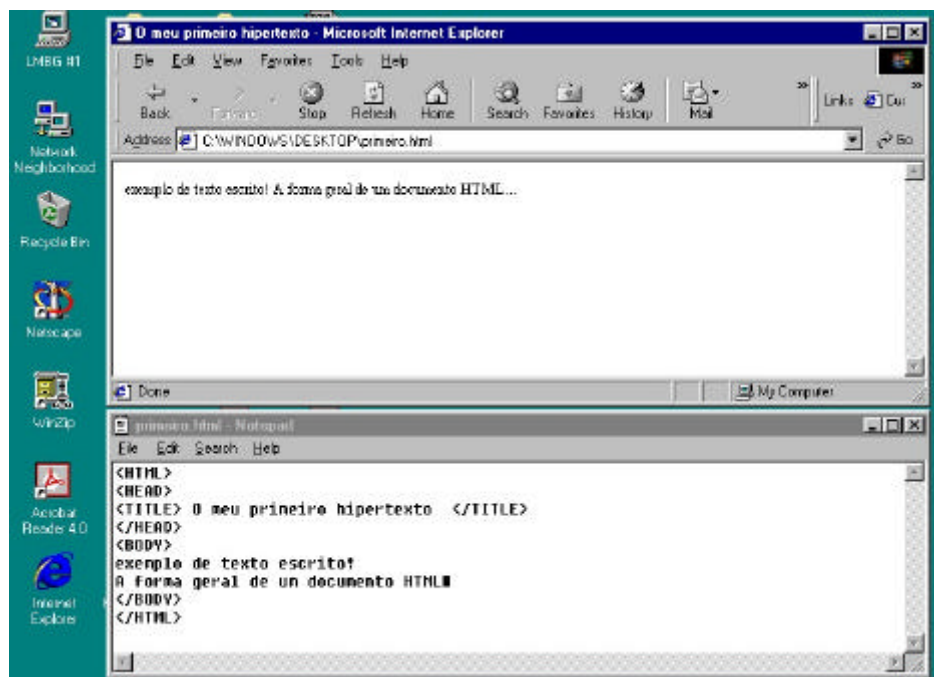 LMBG #1
Network
Neighborhood
Recycle Bin
Netscape
WinZip
Acrobat
Reader 4.0
Internet
Explorer
O meu primeiro hipertexto - Microsoft Internet Explorer
File Edit View Favorites Tools Help
Back Forward Stop Refresh Home Search Favorites History Mail » Links »
Address C:\WINDOWS\DESKTOP\primeiro.html Go
exemplo de texto escrito! A forma geral de um documento HTML...
Done My Computer
primeiro.html - Notepad
File Edit Search Help
<HTML>
<HEAD>
<TITLE> O meu primeiro hipertexto </TITLE>
</HEAD>
<BODY>
exemplo de texto escrito!
A forma geral de um documento HTML
</BODY>
</HTML>